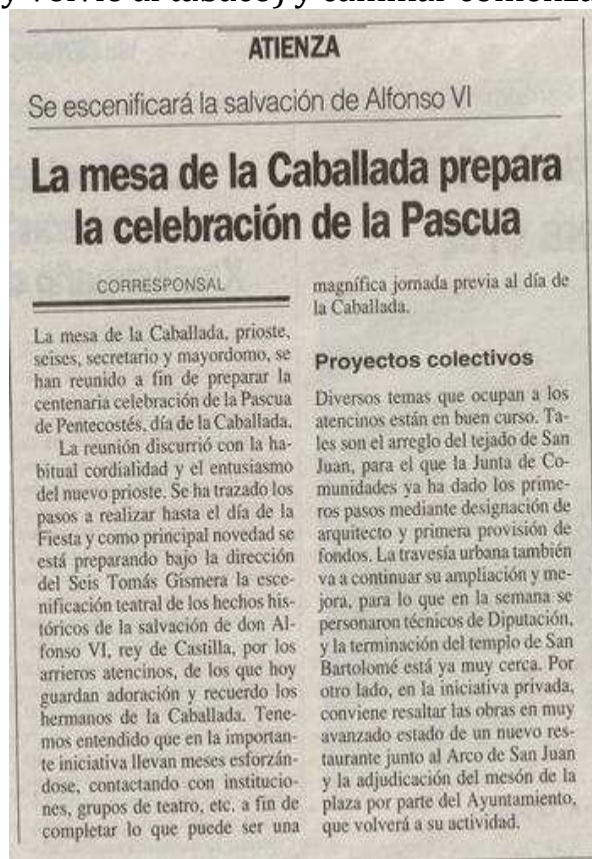 ATIENZA
Se escenificará la salvación de Alfonso VI
La mesa de la Caballada prepara
la celebración de la Pascua
CORRESPONSAL
La mesa de la Caballada, prioste,
seises, secretario y mayordomo, se
han reunido a fin de preparar la
centenaria celebración de la Pascua
de Pentecostés, día de la Caballada.
La reunión discurrió con la ha-
bitual cordialidad y el entusiasmo
del nuevo prioste. Se ha trazado los
pasos a realizar hasta el día de la
Fiesta y como principal novedad se
está preparando bajo la dirección
del Seis Tomás Gismera la esce-
nificación teatral de los hechos his-
tóricos de la salvación de don Al-
fonso VI, rey de Castilla, por los
arrieros atencinos, de los que hoy
guardan adoración y recuerdo los
hermanos de la Caballada. Tene-
mos entendido que en la importan-
te iniciativa llevan meses esforzán-
dose, contactando con institucio-
nes, grupos de teatro, etc. a fin de
completar lo que puede ser una
magnífica jornada previa al día de
la Caballada.
Proyectos colectivos
Diversos temas que ocupan a los
atencinos están en buen curso. Ta-
les son el arreglo del tejado de San
Juan, para el que la Junta de Co-
munidades ya ha dado los prime-
ros pasos mediante designación de
arquitecto y primera provisión de
fondos. La travesía urbana también
va a continuar su ampliación y me-
jora, para lo que en la semana se
personaron técnicos de Diputación,
y la terminación del templo de San
Bartolomé está ya muy cerca. Por
otro lado, en la iniciativa privada,
conviene resaltar las obras en muy
avanzado estado de un nuevo res-
taurante junto al Arco de San Juan
y la adjudicación del mesón de la
plaza por parte del Ayuntamiento,
que volverá a su actividad.